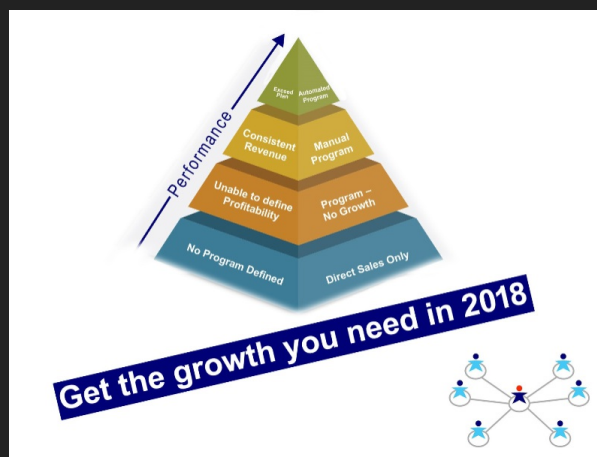 Exceed
Plan
Automated
Program
Consistent
Revenue
Manual
Program
Unable to define
Profitability
Program –
No Growth
No Program Defined
Direct Sales Only
Performance
Get the growth you need in 2018